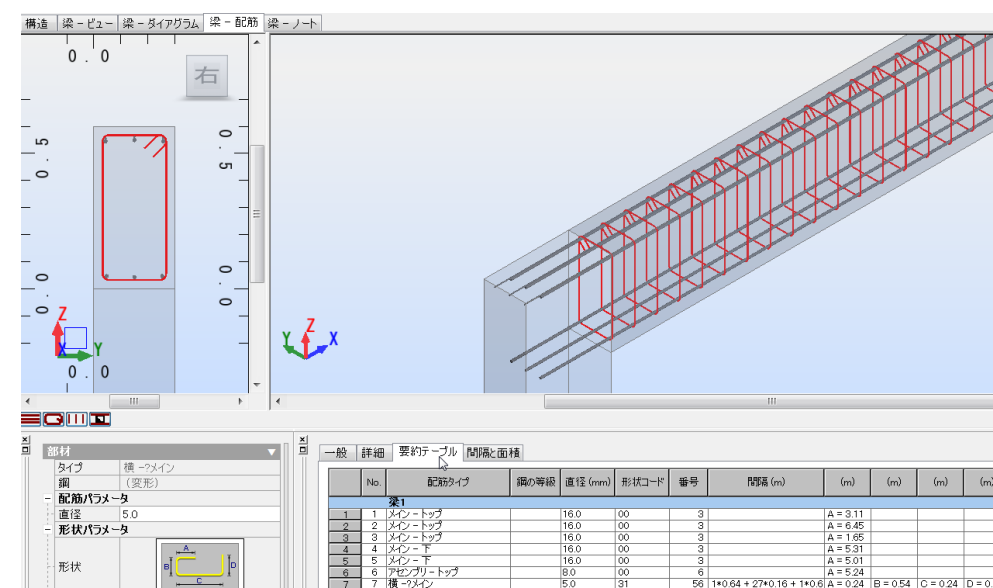 構造 梁 - ビュー 梁 - ダイアグラム 梁 - 配筋 梁 - ノート
0.0
右
0.5
0.5
0.0
0.0
Z
X Y
0.0
Z
Y X
部材
タイプ 横 -?メイン
鋼 (変形)
配筋パラメータ
直径 5.0
形状パラメータ
形状
A
B
C
D
一般 詳細 要約テーブル 間隔と面積
No. 配筋タイプ 鋼の等級 直径 (mm) 形状コード 番号 間隔 (m) (m) (m) (m)
梁1
1 1 メイン - トップ 16.0 00 3 A = 3.11
2 2 メイン - トップ 16.0 00 3 A = 6.45
3 3 メイン - トップ 16.0 00 3 A = 1.65
4 4 メイン - 下 16.0 00 3 A = 5.31
5 5 メイン - 下 16.0 00 3 A = 5.01
6 6 アセンブリ - トップ 8.0 00 6 A = 5.24
7 7 横 -?メイン 5.0 31 56 1*0.64 + 27*0.16 + 1*0.6 A = 0.24 B = 0.54 C = 0.24 D = 0.